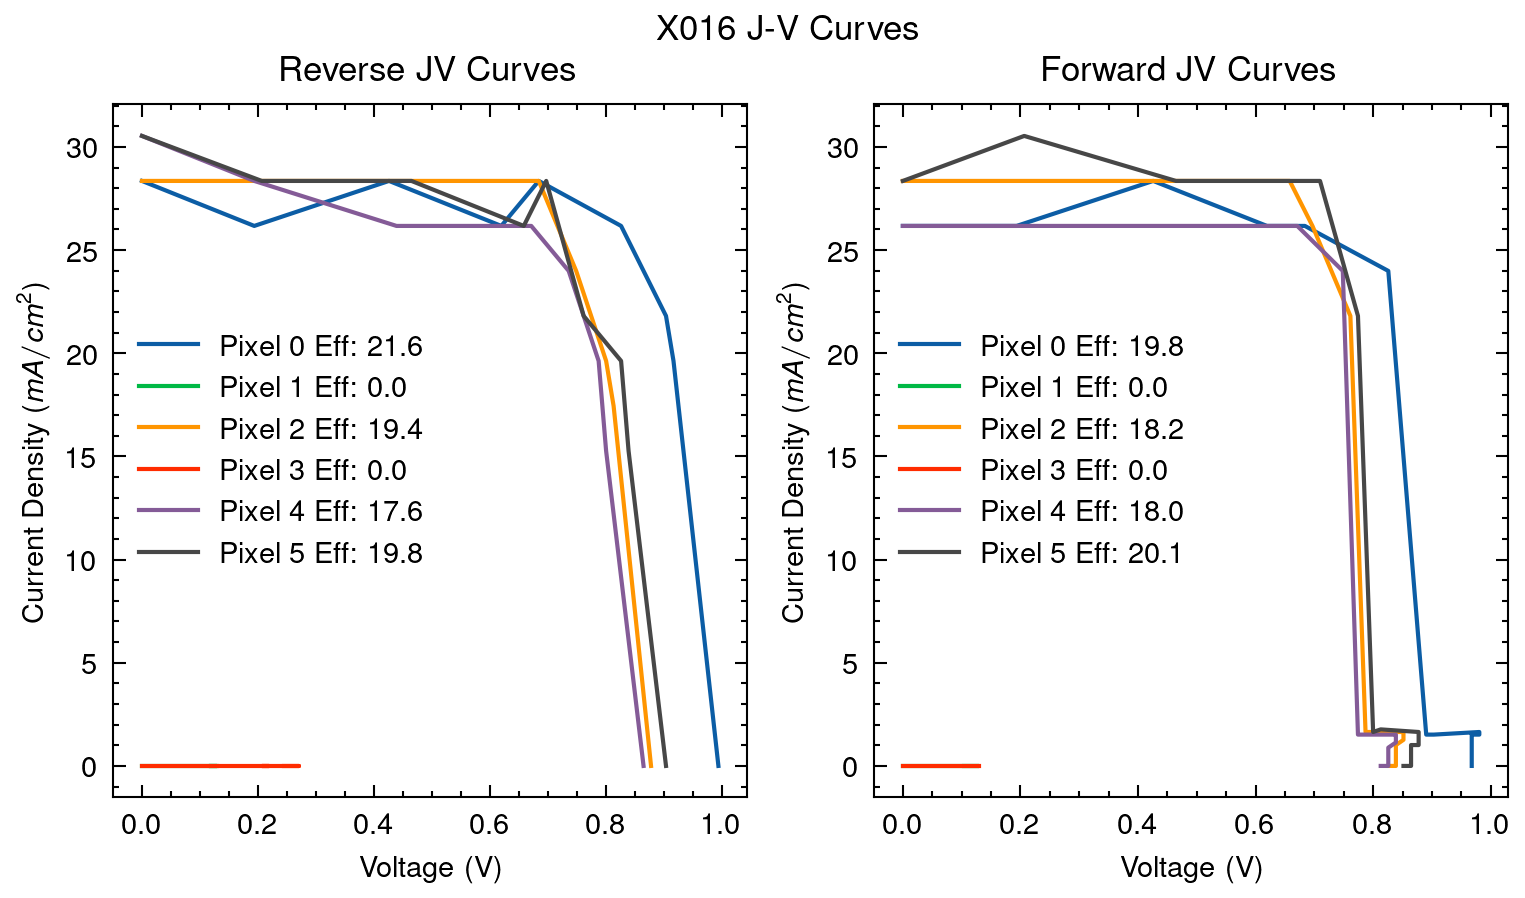 X016 J-V Curves
Reverse JV Curves
Current Density (mA/cm²)
30
25
20
15
10
5
0
Pixel 0 Eff: 21.6
Pixel 1 Eff: 0.0
Pixel 2 Eff: 19.4
Pixel 3 Eff: 0.0
Pixel 4 Eff: 17.6
Pixel 5 Eff: 19.8
0.0 0.2 0.4 0.6 0.8 1.0
Voltage (V)
Forward JV Curves
Current Density (mA/cm²)
30
25
20
15
10
5
0
Pixel 0 Eff: 19.8
Pixel 1 Eff: 0.0
Pixel 2 Eff: 18.2
Pixel 3 Eff: 0.0
Pixel 4 Eff: 18.0
Pixel 5 Eff: 20.1
0.0 0.2 0.4 0.6 0.8 1.0
Voltage (V)